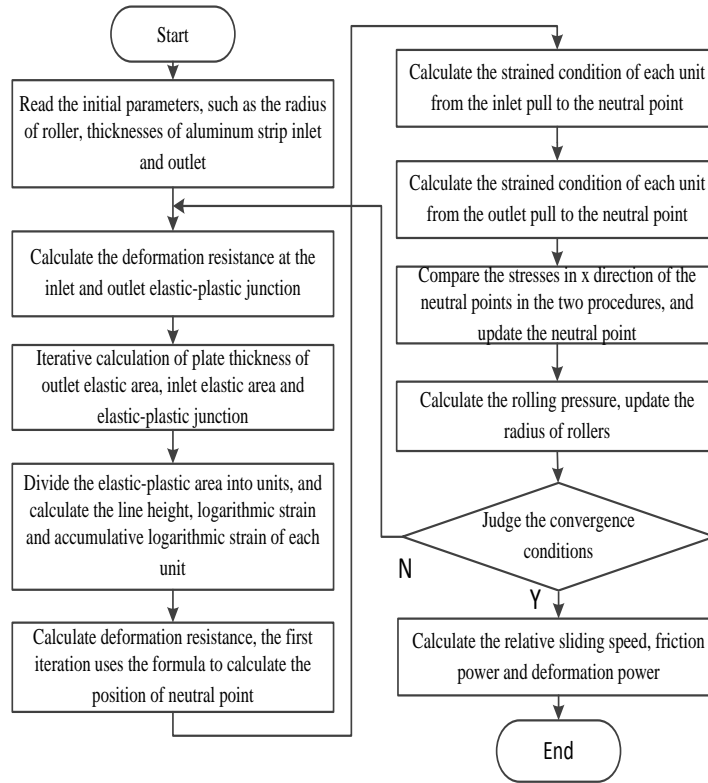 Start
Read the initial parameters, such as the radius
of roller, thicknesses of aluminum strip inlet
and outlet
Calculate the deformation resistance at the
inlet and outlet elastic-plastic junction
Iterative calculation of plate thickness of
outlet elastic area, inlet elastic area and
elastic-plastic junction
Divide the elastic-plastic area into units, and
calculate the line height, logarithmic strain
and accumulative logarithmic strain of each
unit
Calculate deformation resistance, the first
iteration uses the formula to calculate the
position of neutral point
Calculate the strained condition of each unit
from the inlet pull to the neutral point
Calculate the strained condition of each unit
from the outlet pull to the neutral point
Compare the stresses in x direction of the
neutral points in the two procedures, and
update the neutral point
Calculate the rolling pressure, update the
radius of rollers
Judge the convergence
conditions
N
Y
Calculate the relative sliding speed, friction
power and deformation power
End